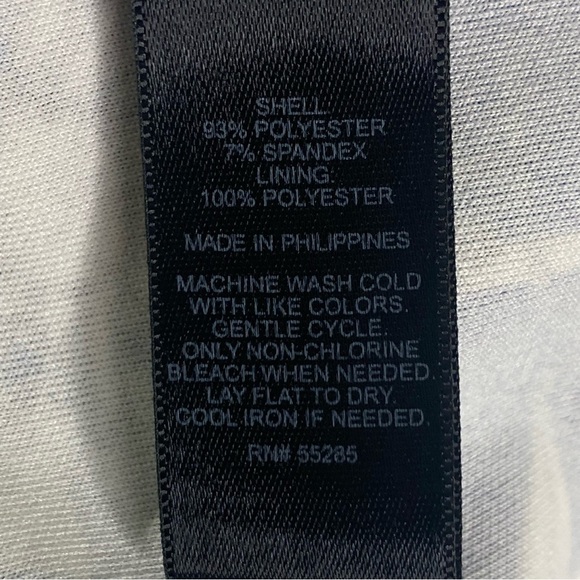 SHELL:
93% POLYESTER
7% SPANDEX
LINING:
100% POLYESTER
MADE IN PHILIPPINES
MACHINE WASH COLD
WITH LIKE COLORS.
GENTLE CYCLE.
ONLY NON-CHLORINE
BLEACH WHEN NEEDED.
LAY FLAT TO DRY.
COOL IRON IF NEEDED.
RN# 55285